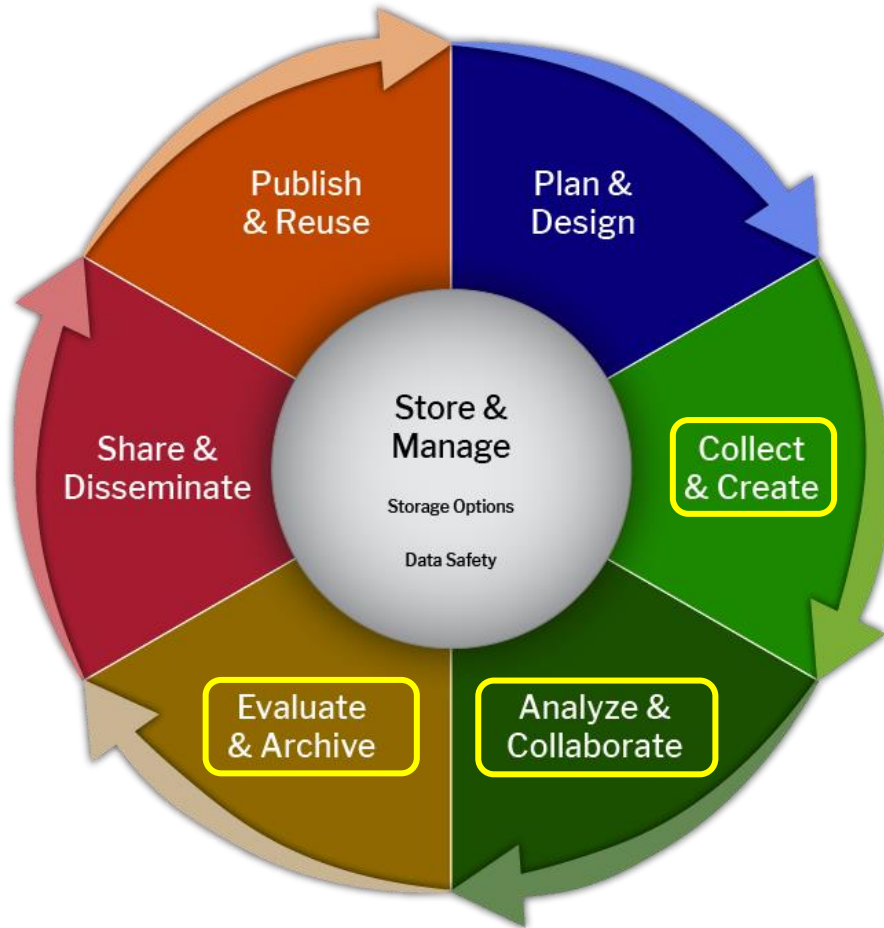 Publish
& Reuse
Plan &
Design
Store &
Manage
Storage Options
Data Safety
Share &
Disseminate
Collect
& Create
Evaluate
& Archive
Analyze &
Collaborate